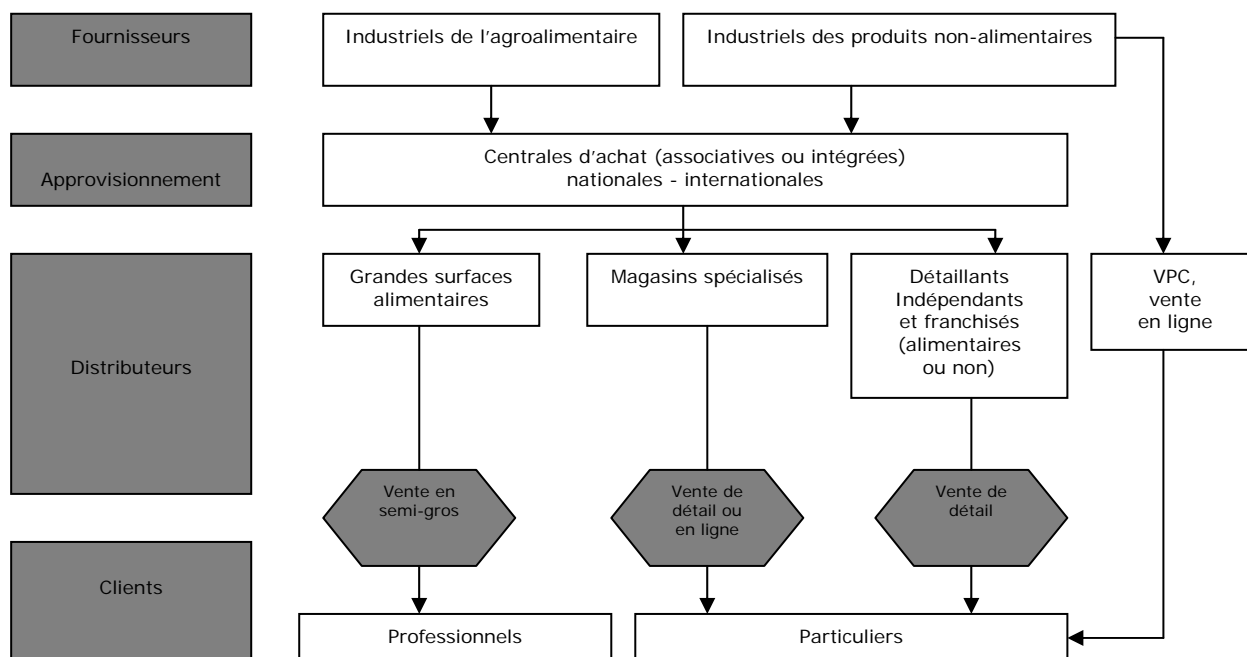 Fournisseurs
Industriels de l'agroalimentaire
Industriels des produits non-alimentaires
Approvisionnement
Centrales d'achat (associatives ou intégrées)
nationales - internationales
Distributeurs
Grandes surfaces
alimentaires
Magasins spécialisés
Détaillants
Indépendants
et franchisés
(alimentaires
ou non)
VPC,
vente
en ligne
Vente en
semi-gros
Vente de
détail ou
en ligne
Vente de
détail
Clients
Professionnels
Particuliers